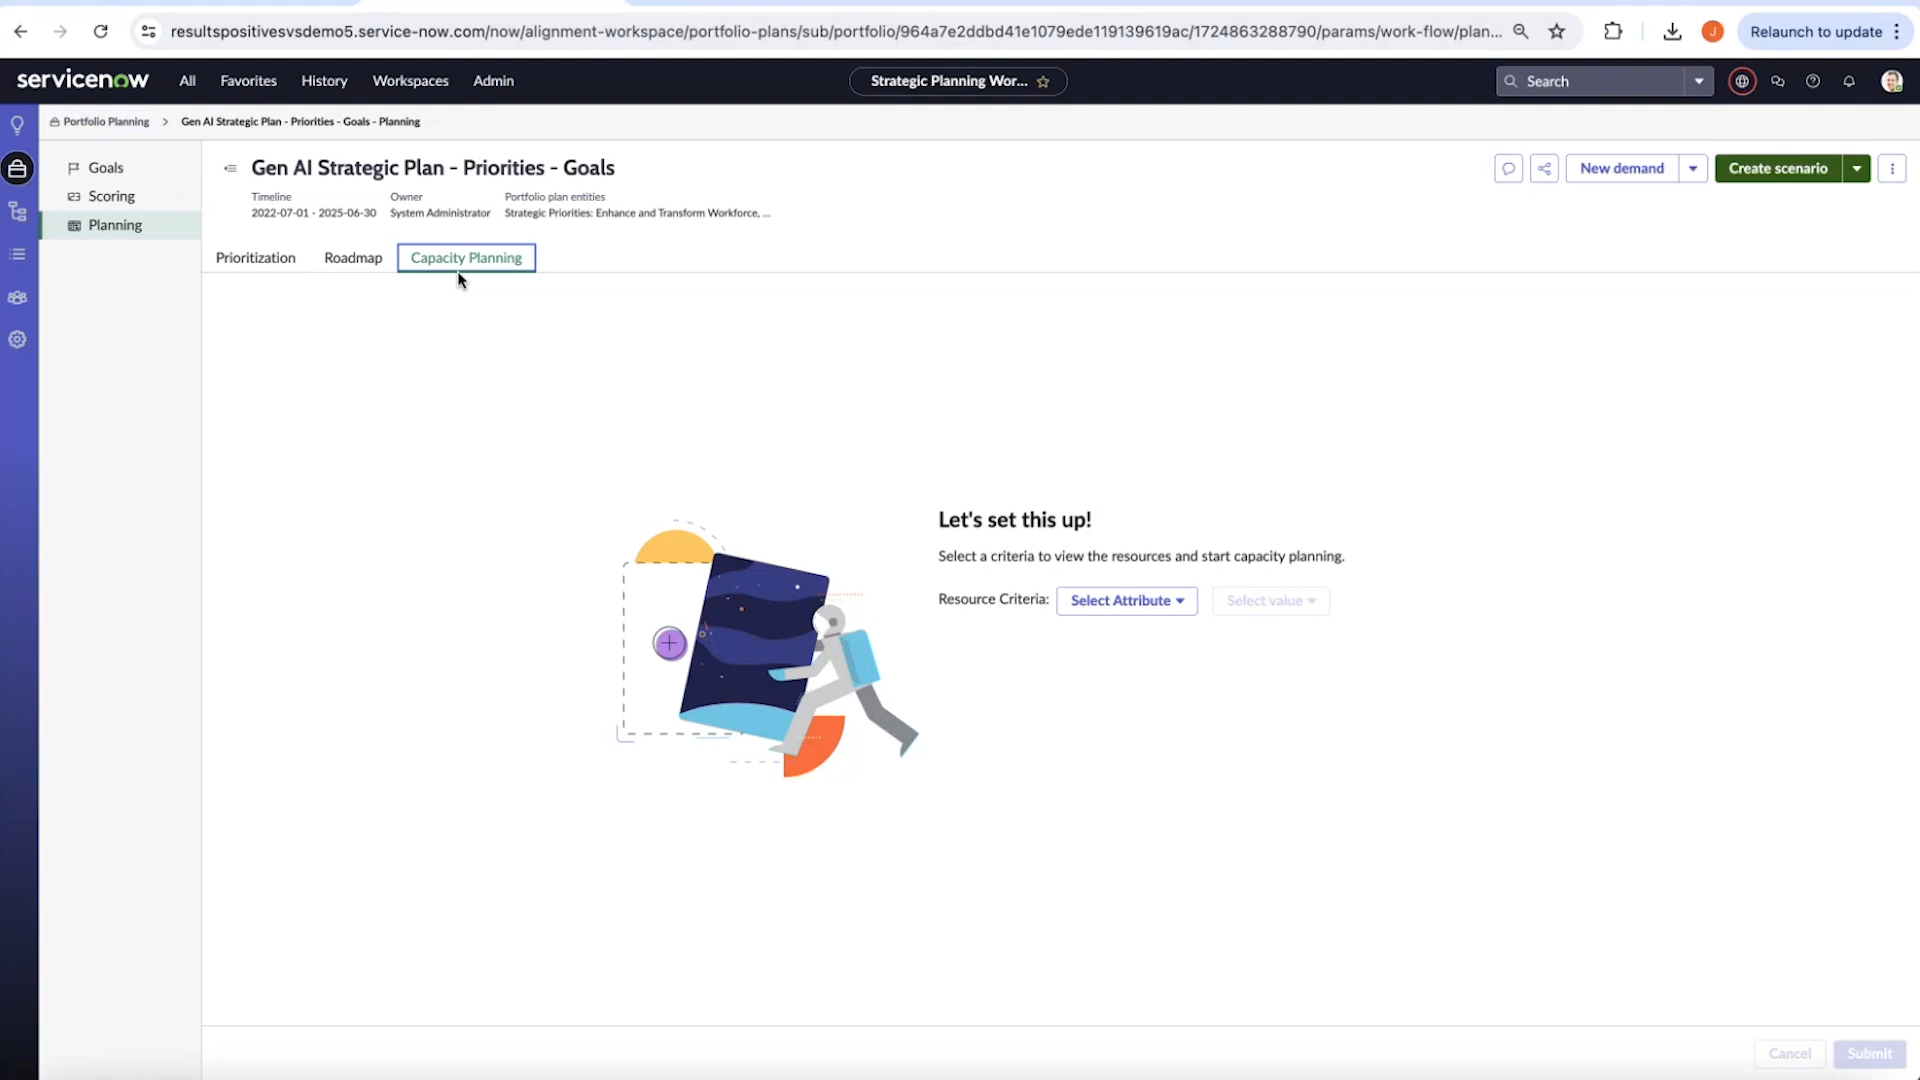 resultspositivesvsdemo5.service-now.com/now/alignment-workspace/portfolio-plans/sub/portfolio/964a7e2ddbd41e1079ede119139619ac/1724863288790/params/work-flow/plan...
J
Relaunch to update
servicenow
All
Favorites
History
Workspaces
Admin
Strategic Planning Wor...
Search
Portfolio Planning > Gen AI Strategic Plan - Priorities - Goals - Planning
Goals
Scoring
Planning
Gen AI Strategic Plan - Priorities - Goals
New demand
Create scenario
Timeline
Owner
Portfolio plan entities
2022-07-01 - 2025-06-30
System Administrator
Strategic Priorities: Enhance and Transform Workforce, ...
Prioritization
Roadmap
Capacity Planning
Let's set this up!
Select a criteria to view the resources and start capacity planning.
Resource Criteria:
Select Attribute
Select value
Cancel
Submit